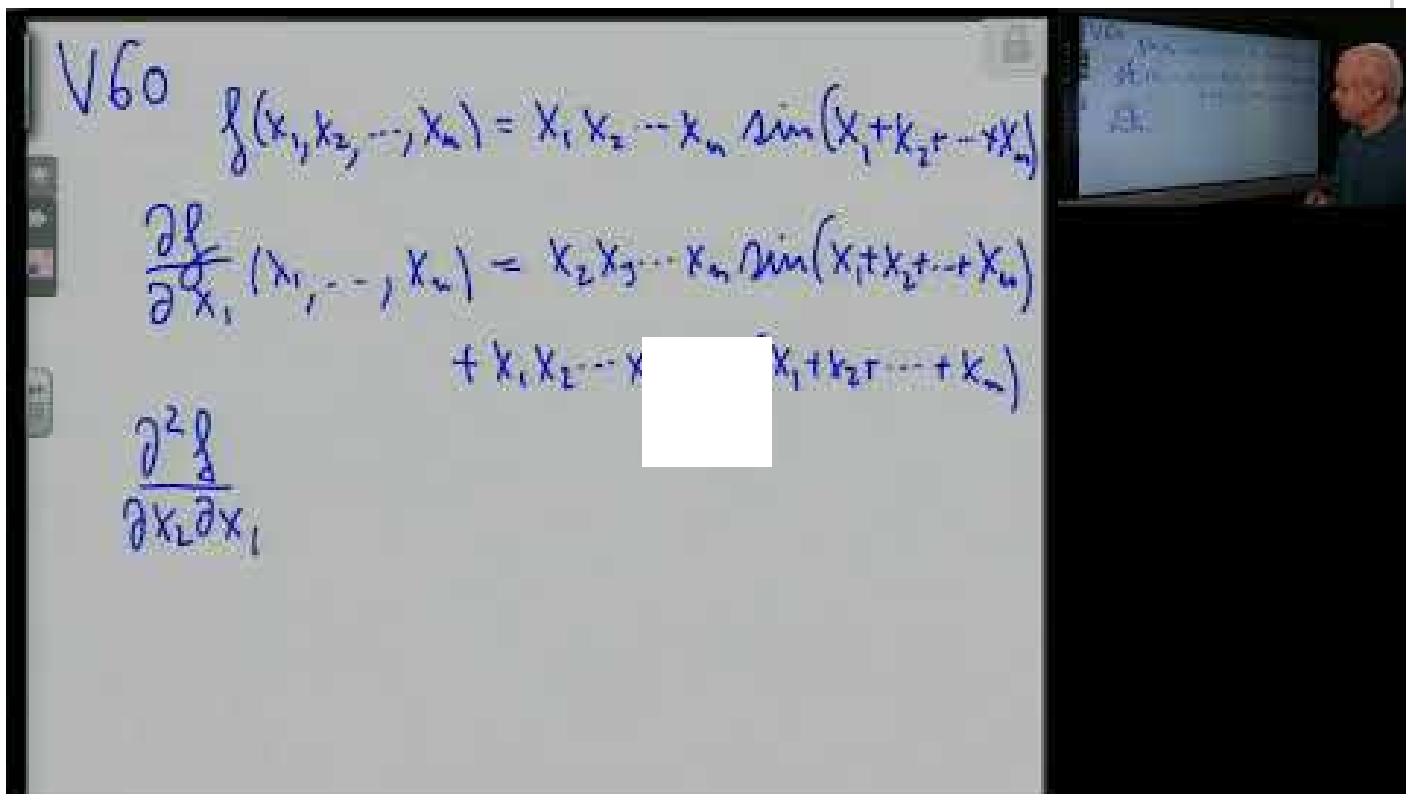 V60
f(x₁, x₂, ..., xₙ) = x₁ x₂ ... xₙ sin(x₁+x₂+...+xₙ)
∂f/∂x₁ (x₁, ..., xₙ) = x₂ x₃ ... xₙ sin(x₁+x₂+...+xₙ)
+ x₁ x₂ ... x x₁+x₂+...+xₙ)
∂²f/∂x₂∂x₁